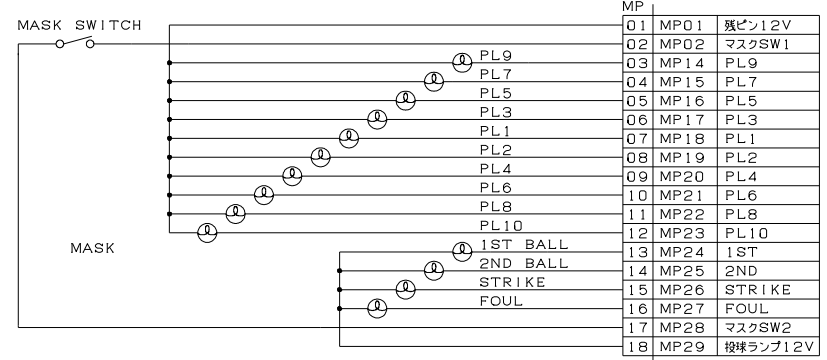 MP
MASK SWITCH
01 MP01 残ピン12V
02 MP02 マスクSW1
PL9 03 MP14 PL9
PL7 04 MP15 PL7
PL5 05 MP16 PL5
PL3 06 MP17 PL3
PL1 07 MP18 PL1
PL2 08 MP19 PL2
PL4 09 MP20 PL4
PL6 10 MP21 PL6
PL8 11 MP22 PL8
PL10 12 MP23 PL10
MASK
1ST BALL 13 MP24 1ST
2ND BALL 14 MP25 2ND
STRIKE 15 MP26 STRIKE
FOUL 16 MP27 FOUL
17 MP28 マスクSW2
18 MP29 投球ランプ12V